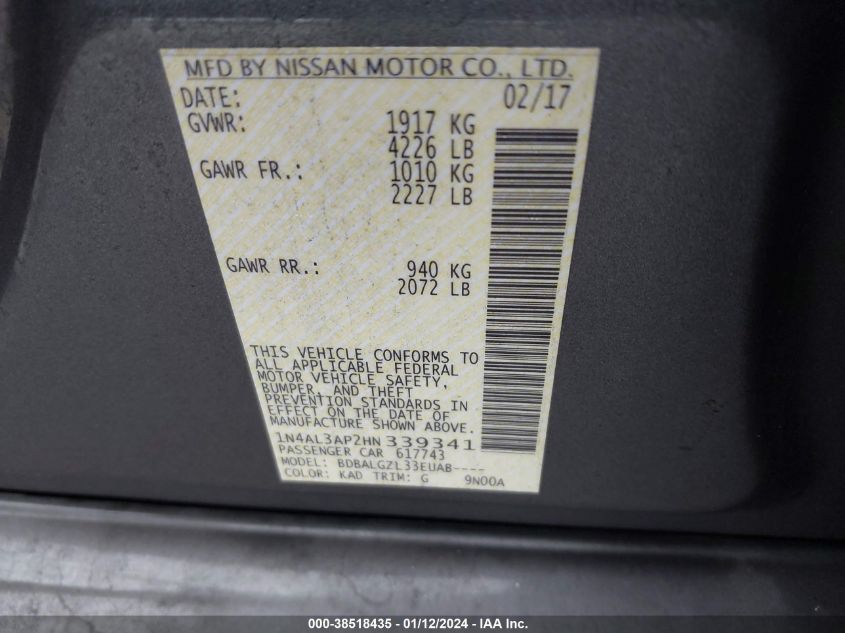 MFD BY NISSAN MOTOR CO., LTD.
DATE: 02/17
GVWR: 1917 KG
4226 LB
GAWR FR.: 1010 KG
2227 LB
GAWR RR.: 940 KG
2072 LB
THIS VEHICLE CONFORMS TO
ALL APPLICABLE FEDERAL
MOTOR VEHICLE SAFETY,
BUMPER, AND THEFT
PREVENTION STANDARDS IN
EFFECT ON THE DATE OF
MANUFACTURE SHOWN ABOVE.
1N4AL3AP2HN339341
PASSENGER CAR 617743
MODEL: BDBALGZL33EUAB----
COLOR: KAD TRIM: G 9N00A
000-38518435 - 01/12/2024 - IAA Inc.